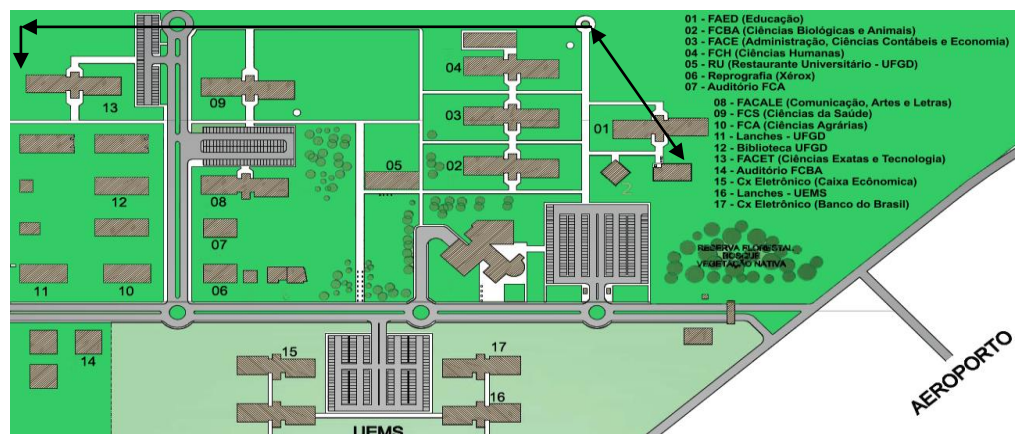 01 - FAED (Educação)
02 - FCBA (Ciências Biológicas e Animais)
03 - FACE (Administração, Ciências Contábeis e Economia)
04 - FCH (Ciências Humanas)
05 - RU (Restaurante Universitário - UFGD)
06 - Reprografia (Xérox)
07 - Auditório FCA
08 - FACALE (Comunicação, Artes e Letras)
09 - FCS (Ciências da Saúde)
10 - FCA (Ciências Agrárias)
11 - Lanches - UFGD
12 - Biblioteca UFGD
13 - FACET (Ciências Exatas e Tecnologia)
14 - Auditório FCBA
15 - Cx Eletrônico (Caixa Ecônomica)
16 - Lanches - UEMS
17 - Cx Eletrônico (Banco do Brasil)
04
13
09
03
01
02
05
2
12
08
07
RESERVA FLORESTAL
BOSQUE
VEGETAÇÃO NATIVA
11
10
06
14
15
17
16
AEROPORTO
UEMS